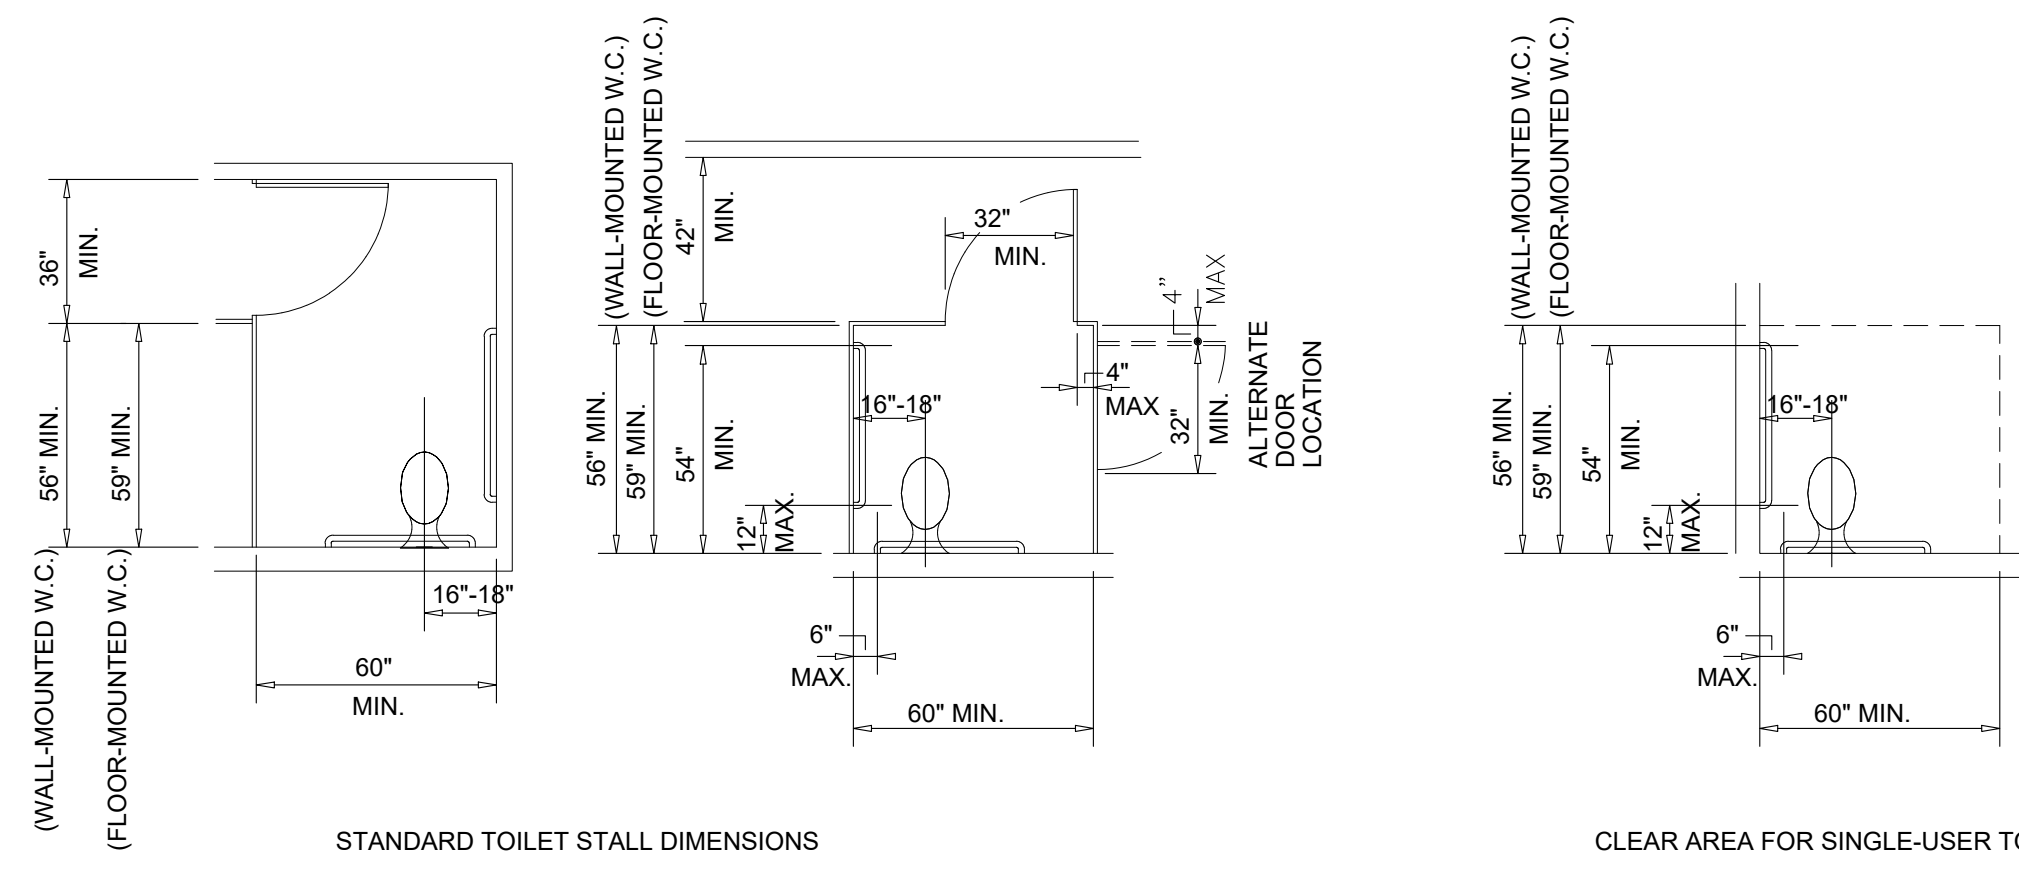 36"
MIN.
56" MIN.
59" MIN.
(WALL-MOUNTED W.C.)
(FLOOR-MOUNTED W.C.)
16"-18"
60"
MIN.
(WALL-MOUNTED W.C.)
(FLOOR-MOUNTED W.C.)
42"
MIN.
32"
MIN.
4”
MAX
4"
MAX
32"
MIN.
ALTERNATE
DOOR
LOCATION
56" MIN.
59" MIN.
54"
MIN.
16"-18"
12"
MAX.
6"
MAX.
60" MIN.
STANDARD TOILET STALL DIMENSIONS
(WALL-MOUNTED W.C.)
(FLOOR-MOUNTED W.C.)
56" MIN.
59" MIN.
54"
MIN.
16"-18"
12"
MAX.
6"
MAX.
60" MIN.
CLEAR AREA FOR SINGLE-USER